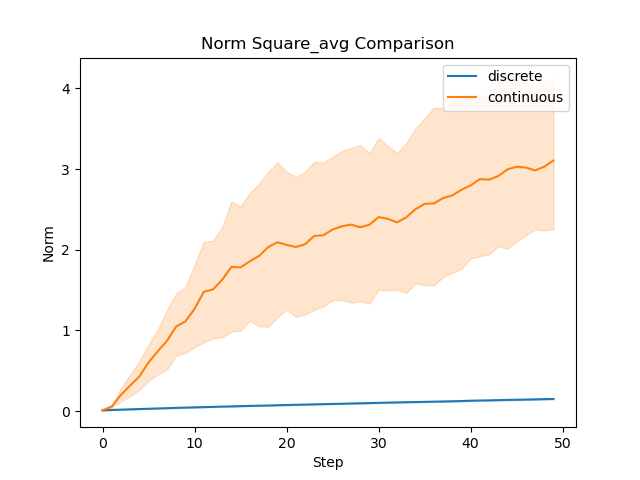 Norm Square_avg Comparison
discrete
continuous
4
3
2
1
0
Norm
0 10 20 30 40 50
Step